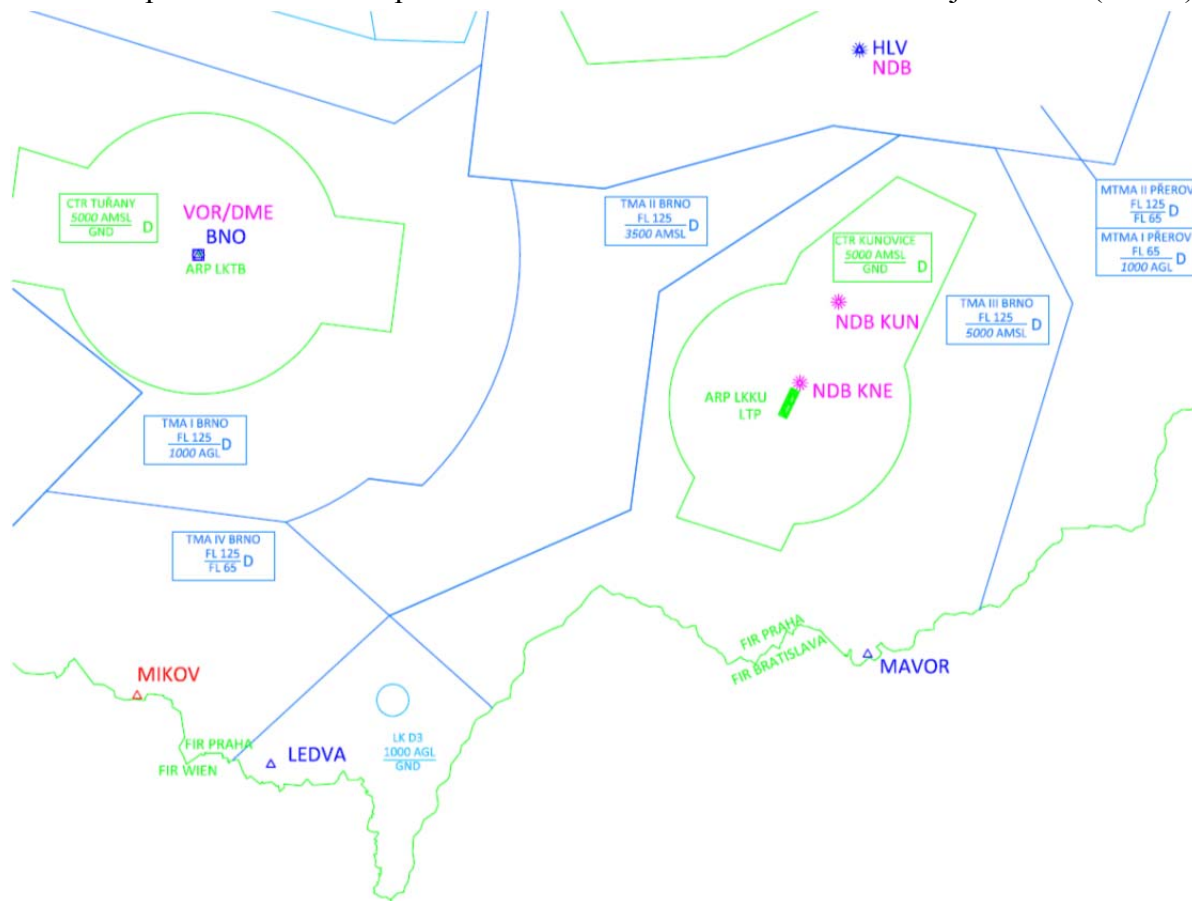 HLV
NDB
CTR TUŘANY
5000 AMSL
GND
D
VOR/DME
BNO
ARP LKTB
TMA II BRNO
FL 125
3500 AMSL
D
MTMA II PŘEROV
FL 125
FL 65
D
MTMA I PŘEROV
FL 65
1000 AGL
D
CTR KUNOVICE
5000 AMSL
GND
D
NDB KUN
TMA III BRNO
FL 125
5000 AMSL
D
NDB KNE
ARP LKKU
LTP
TMA I BRNO
FL 125
1000 AGL
D
TMA IV BRNO
FL 125
FL 65
D
FIR PRAHA
FIR BRATISLAVA
MAVOR
MIKOV
FIR PRAHA
FIR WIEN
LEDVA
LK D3
1000 AGL
GND